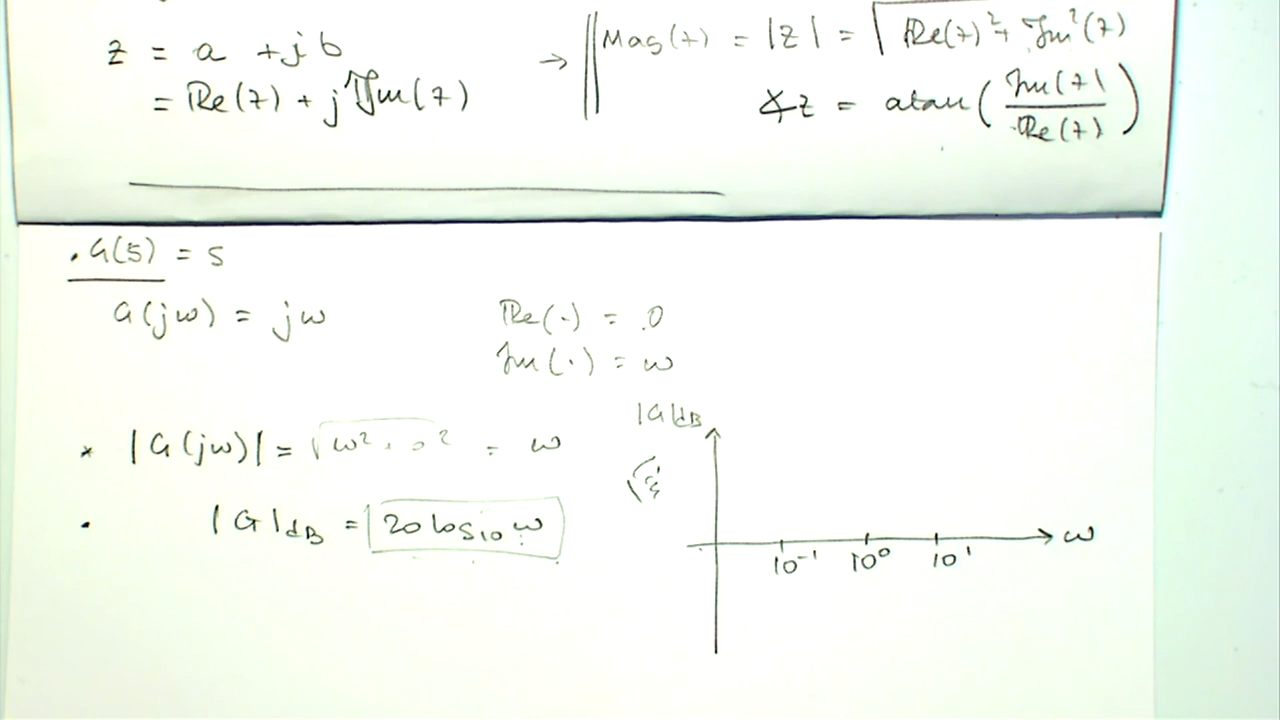 z = a + j b
= Re(z) + j Im(z)
→ Mag(z) = |z| = √ Re(z)² + Im²(z)
∡z = atan ( Im(z) / Re(z) )
. G(s) = s
G(jω) = jω
Re(·) = 0
Im(·) = ω
* |G(jω)| = √ω² + 0² = ω
· |G|dB = 20 log₁₀ ω
|G|dB
10⁻¹ 10⁰ 10¹ ω